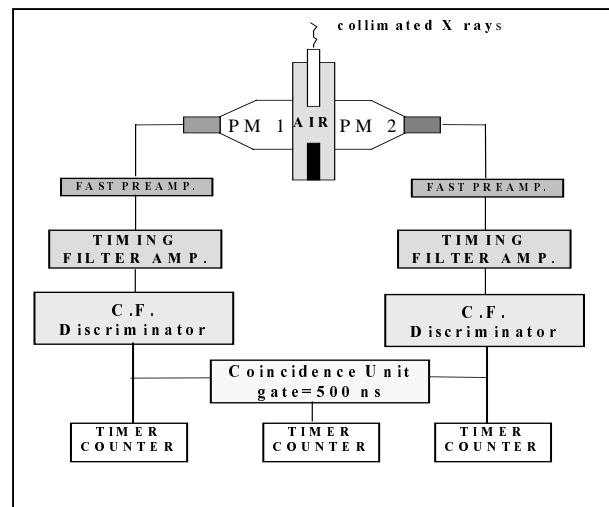 collimated X rays
PM 1
AIR
PM 2
FAST PREAMP.
FAST PREAMP.
TIMING
FILTER AMP.
TIMING
FILTER AMP.
C.F.
Discriminator
C.F.
Discriminator
Coincidence Unit
gate=500 ns
TIMER
COUNTER
TIMER
COUNTER
TIMER
COUNTER